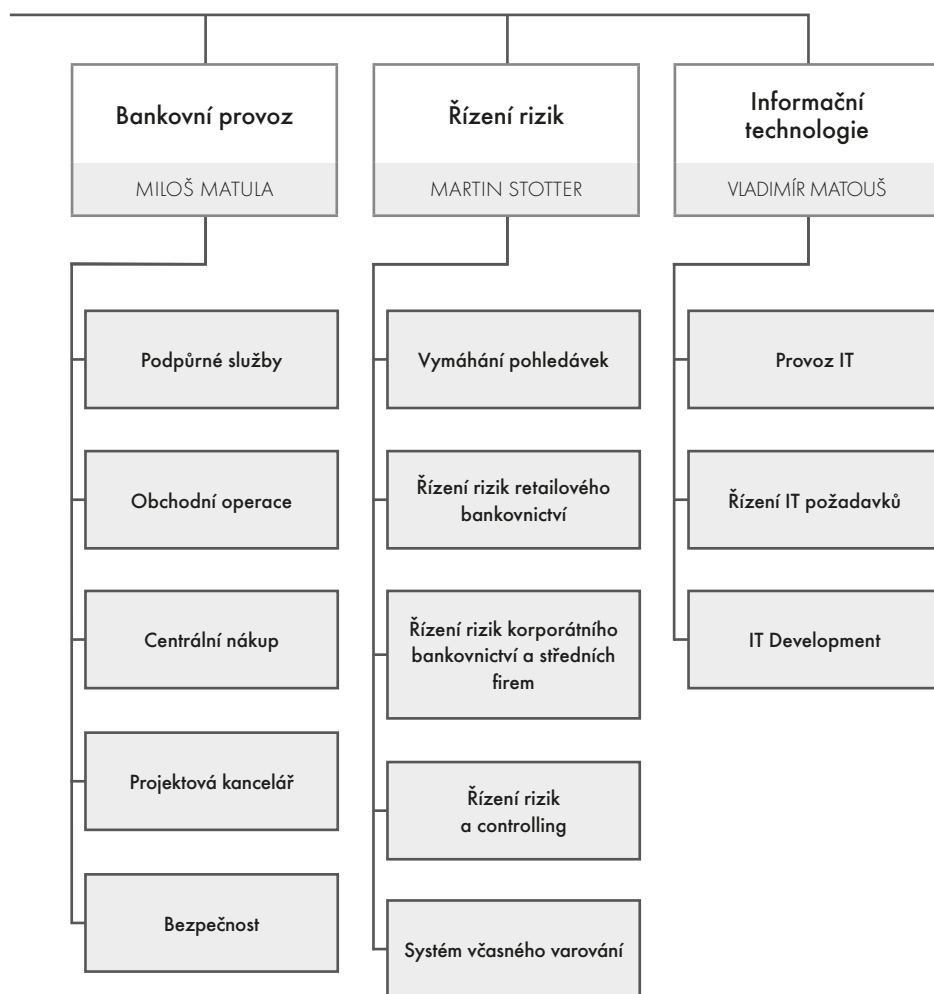 Bankovní provoz
MILOŠ MATULA
Podpůrné služby
Obchodní operace
Centrální nákup
Projektová kancelář
Bezpečnost
Řízení rizik
MARTIN STOTTER
Vymáhání pohledávek
Řízení rizik retailového
bankovnictví
Řízení rizik korporátního
bankovnictví a středních
firem
Řízení rizik
a controlling
Systém včasného varování
Informační
technologie
VLADIMÍR MATOUŠ
Provoz IT
Řízení IT požadavků
IT Development